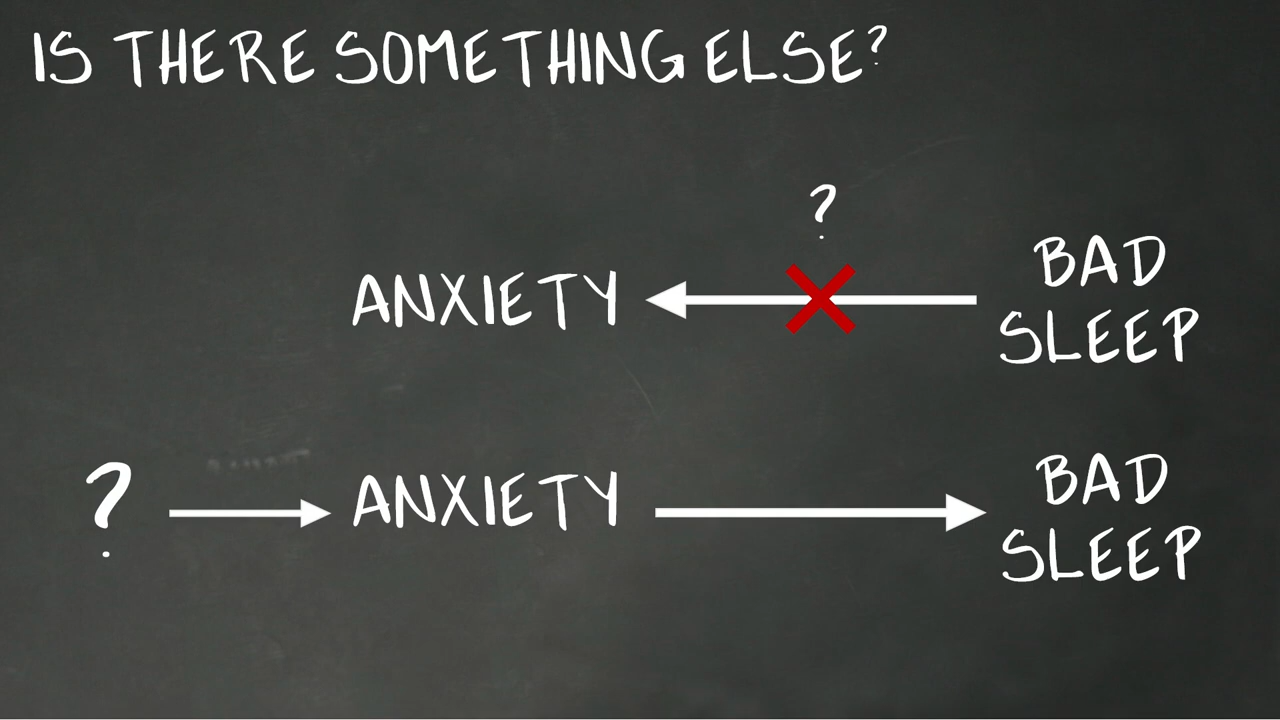 IS THERE SOMETHING ELSE?
?
ANXIETY
BAD
SLEEP
?
ANXIETY
BAD
SLEEP